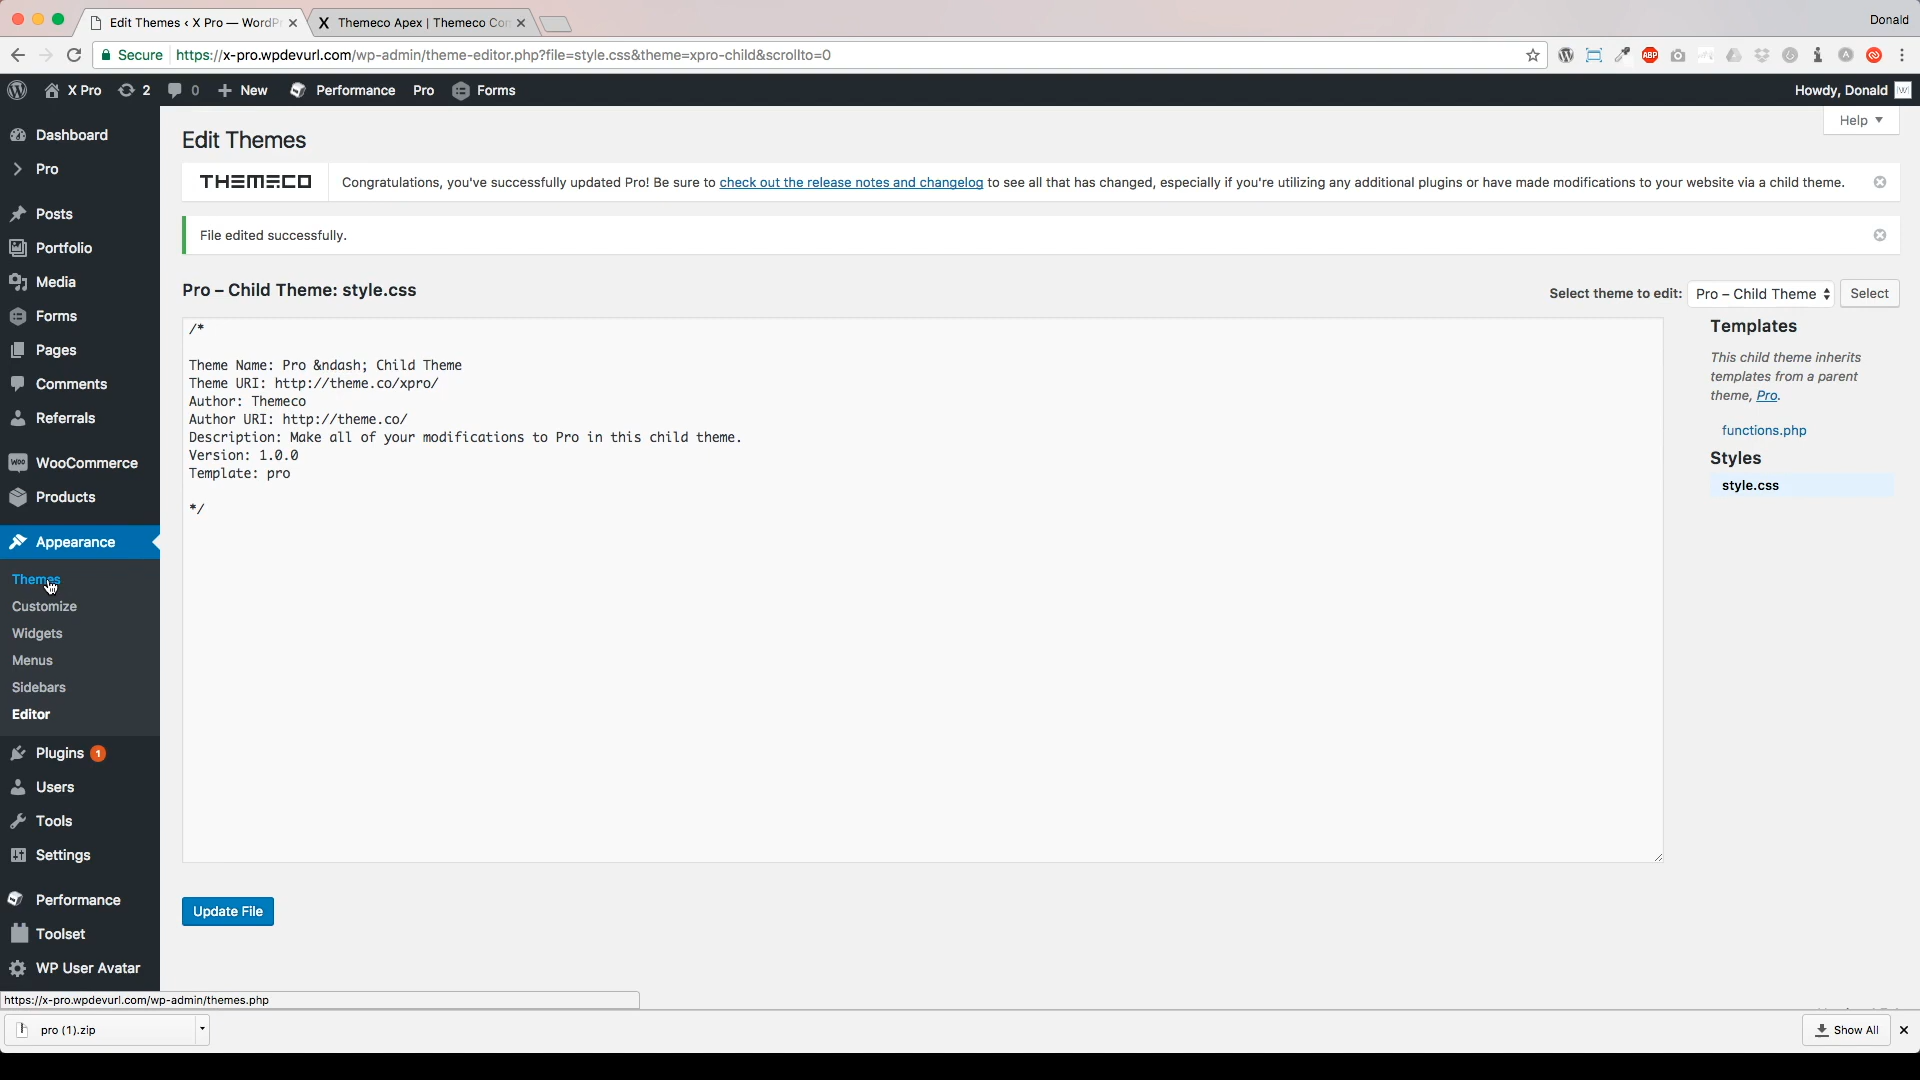 Edit Themes ‹ X Pro — WordPr
Themeco Apex | Themeco Con
Donald
Secure
https://x-pro.wpdevurl.com/wp-admin/theme-editor.php?file=style.css&theme=xpro-child&scrollto=0
ABP
X Pro
2
0
New
Performance
Pro
Forms
Howdy, Donald
Help
Dashboard
Pro
Posts
Portfolio
Media
Forms
Pages
Comments
Referrals
WooCommerce
Products
Appearance
Themes
Customize
Widgets
Menus
Sidebars
Editor
Plugins 1
Users
Tools
Settings
Performance
Toolset
WP User Avatar
Edit Themes
THEMECO
Congratulations, you've successfully updated Pro! Be sure to check out the release notes and changelog to see all that has changed, especially if you're utilizing any additional plugins or have made modifications to your website via a child theme.
File edited successfully.
Pro – Child Theme: style.css
Select theme to edit: Pro – Child Theme Select
/*
Theme Name: Pro &ndash; Child Theme
Theme URI: http://theme.co/xpro/
Author: Themeco
Author URI: http://theme.co/
Description: Make all of your modifications to Pro in this child theme.
Version: 1.0.0
Template: pro
*/
Templates
This child theme inherits
templates from a parent
theme, Pro.
functions.php
Styles
style.css
Update File
https://x-pro.wpdevurl.com/wp-admin/themes.php
pro (1).zip
Show All